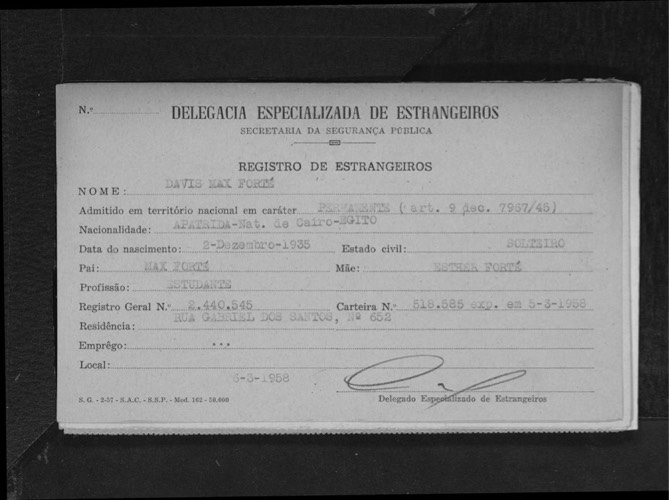 N.º
DELEGACIA ESPECIALIZADA DE ESTRANGEIROS
SECRETARIA DA SEGURANÇA PÚBLICA
REGISTRO DE ESTRANGEIROS
NOME: DAVIS MAX FORTÉ
Admitido em território nacional em caráter PERMANENTE ( art. 9 dec. 7967/45)
Nacionalidade: APATRIDA-Nat. de Cairo-EGITO
Data do nascimento: 2-Dezembro-1935 Estado civil: SOLTEIRO
Pai: MAX FORTÉ Mãe: ESTHER FORTÉ
Profissão: ESTUDANTE
Registro Geral N.º 2.440.545 Carteira N.º 518.585 exp. em 5-3-1958
Residência: RUA GABRIEL DOS SANTOS, Nº 652
Emprêgo: ...
Local:
6-3-1958
S. G. - 2-57 - S.A.C. - S.S.P. - Mod. 162 - 50.000 Delegado Especializado de Estrangeiros